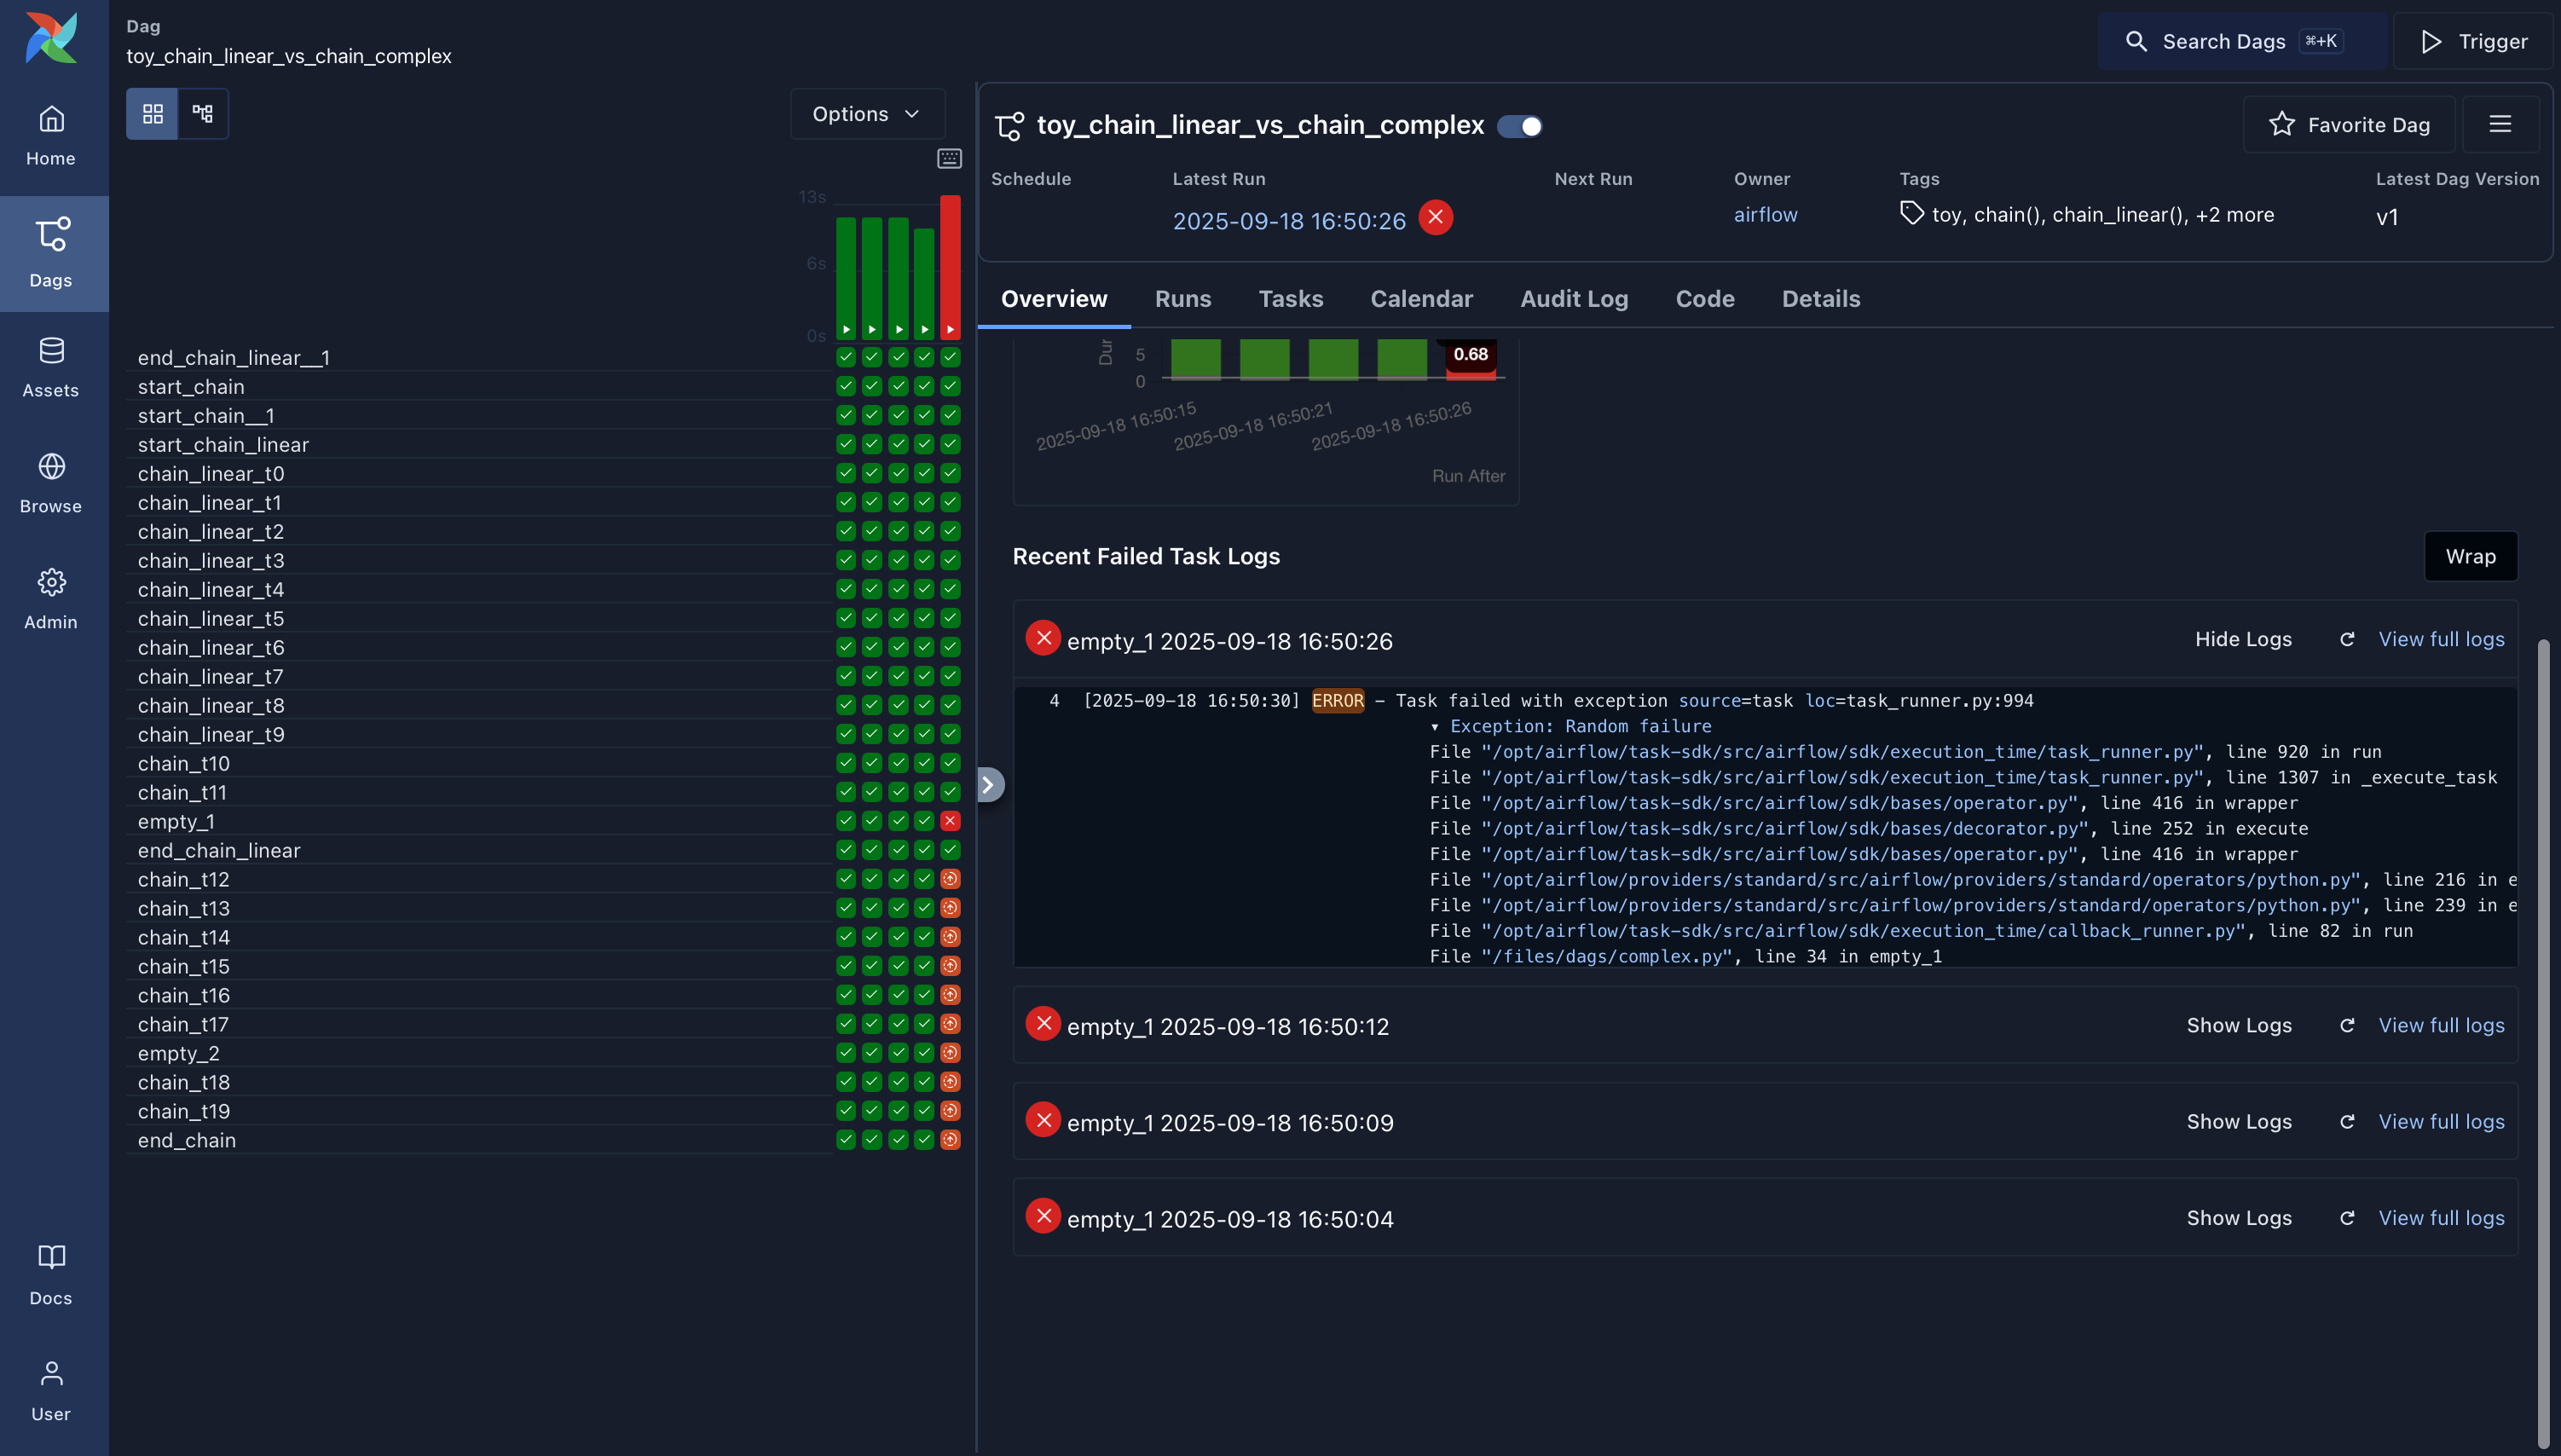 Dag
toy_chain_linear_vs_chain_complex
Search Dags ⌘+K
Trigger
Home
Dags
Assets
Browse
Admin
Docs
User
Options
13s
6s
0s
end_chain_linear__1
start_chain
start_chain__1
start_chain_linear
chain_linear_t0
chain_linear_t1
chain_linear_t2
chain_linear_t3
chain_linear_t4
chain_linear_t5
chain_linear_t6
chain_linear_t7
chain_linear_t8
chain_linear_t9
chain_t10
chain_t11
empty_1
end_chain_linear
chain_t12
chain_t13
chain_t14
chain_t15
chain_t16
chain_t17
empty_2
chain_t18
chain_t19
end_chain
toy_chain_linear_vs_chain_complex
Favorite Dag
Schedule
Latest Run
2025-09-18 16:50:26
Next Run
Owner
airflow
Tags
toy, chain(), chain_linear(), +2 more
Latest Dag Version
v1
Overview Runs Tasks Calendar Audit Log Code Details
Dur
5
0
0.68
2025-09-18 16:50:15
2025-09-18 16:50:21
2025-09-18 16:50:26
Run After
Recent Failed Task Logs
Wrap
empty_1 2025-09-18 16:50:26 Hide Logs View full logs
4 [2025-09-18 16:50:30] ERROR - Task failed with exception source=task loc=task_runner.py:994
Exception: Random failure
File "/opt/airflow/task-sdk/src/airflow/sdk/execution_time/task_runner.py", line 920 in run
File "/opt/airflow/task-sdk/src/airflow/sdk/execution_time/task_runner.py", line 1307 in _execute_task
File "/opt/airflow/task-sdk/src/airflow/sdk/bases/operator.py", line 416 in wrapper
File "/opt/airflow/task-sdk/src/airflow/sdk/bases/decorator.py", line 252 in execute
File "/opt/airflow/task-sdk/src/airflow/sdk/bases/operator.py", line 416 in wrapper
File "/opt/airflow/providers/standard/src/airflow/providers/standard/operators/python.py", line 216 in e
File "/opt/airflow/providers/standard/src/airflow/providers/standard/operators/python.py", line 239 in e
File "/opt/airflow/task-sdk/src/airflow/sdk/execution_time/callback_runner.py", line 82 in run
File "/files/dags/complex.py", line 34 in empty_1
empty_1 2025-09-18 16:50:12 Show Logs View full logs
empty_1 2025-09-18 16:50:09 Show Logs View full logs
empty_1 2025-09-18 16:50:04 Show Logs View full logs